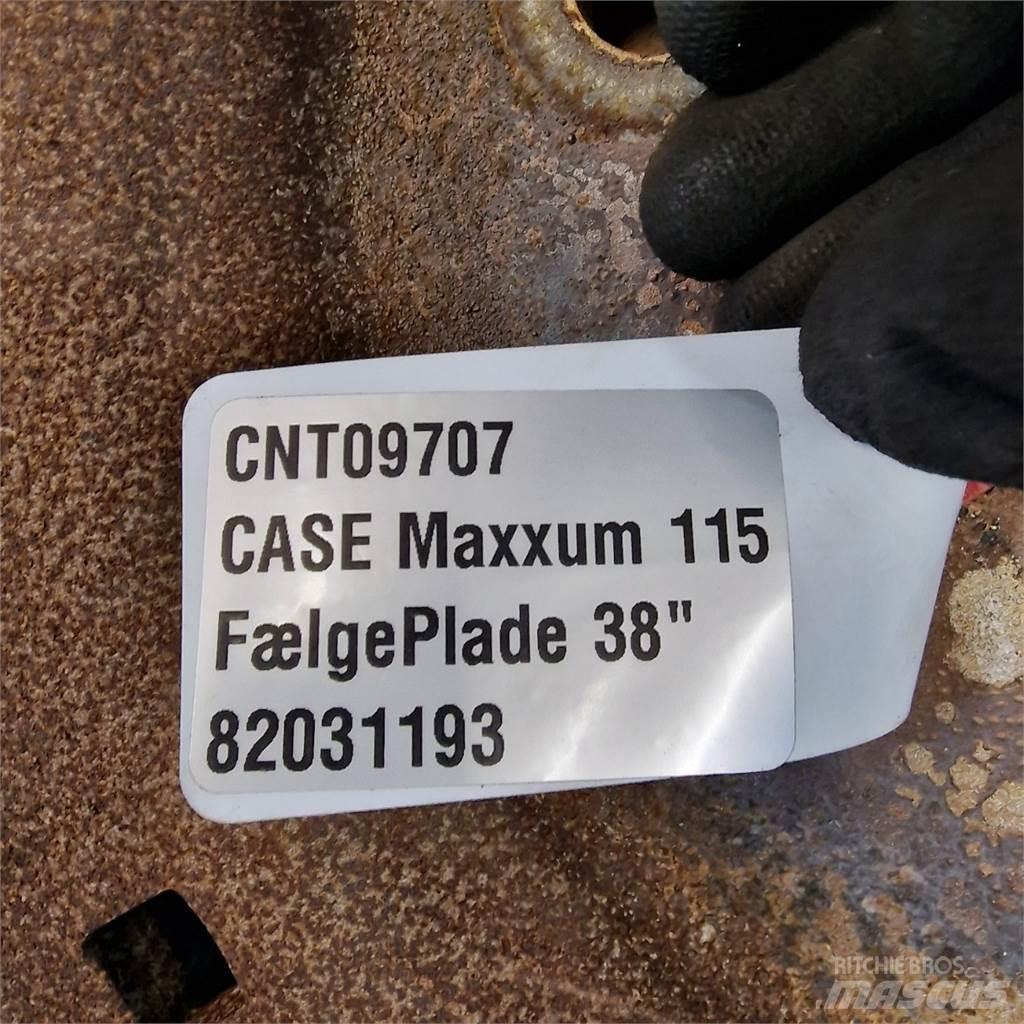 CNT09707
CASE Maxxum 115
FælgePlade 38"
82031193
RITCHIE BROS.
mascus